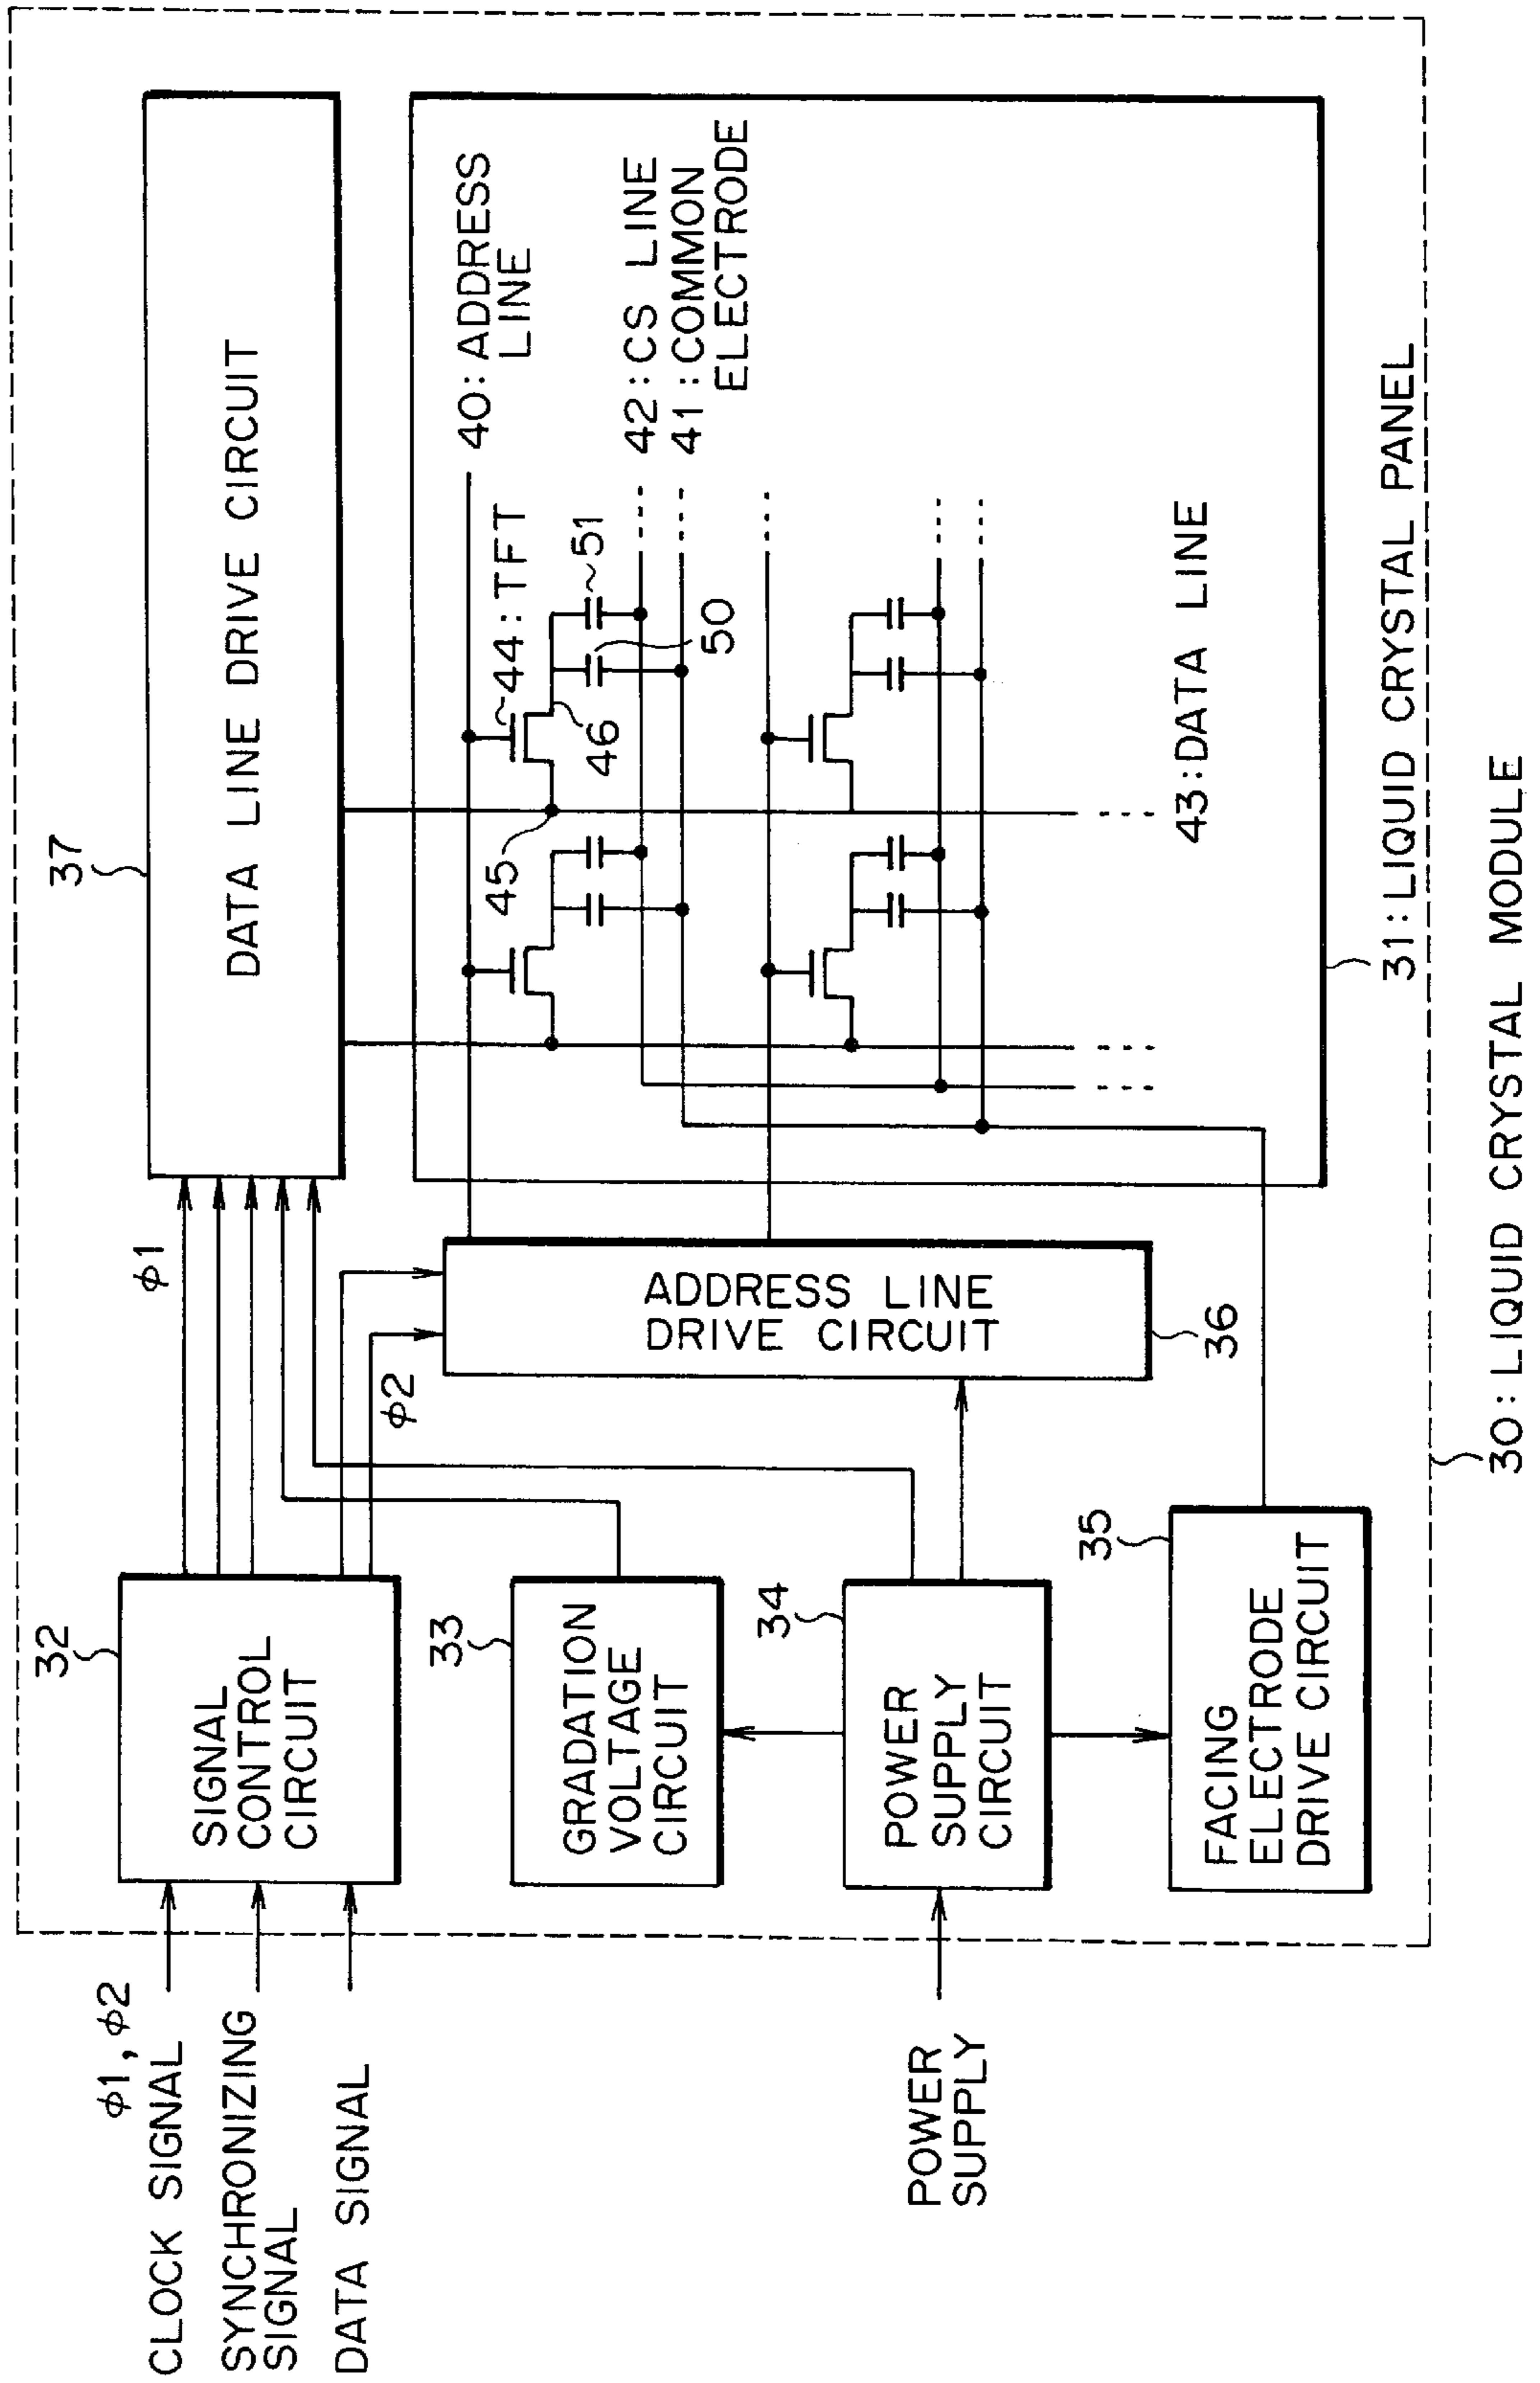 37
DATA LINE DRIVE CIRCUIT
ϕ1, ϕ2
CLOCK SIGNAL
SYNCHRONIZING
SIGNAL
DATA SIGNAL
32
SIGNAL
CONTROL
CIRCUIT
ϕ1
ϕ2
33
GRADATION
VOLTAGE
CIRCUIT
34
POWER
SUPPLY
CIRCUIT
POWER
SUPPLY
35
FACING
ELECTRODE
DRIVE CIRCUIT
ADDRESS LINE
DRIVE CIRCUIT
36
40: ADDRESS
LINE
44: TFT
45
46
51
50
42: CS LINE
41: COMMON
ELECTRODE
43: DATA LINE
31: LIQUID CRYSTAL PANEL
30: LIQUID CRYSTAL MODULE